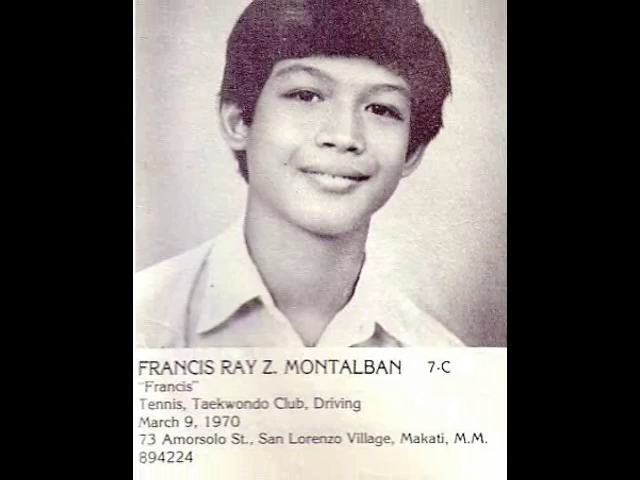 FRANCIS RAY Z. MONTALBAN 7-C
"Francis"
Tennis, Taekwondo Club, Driving
March 9, 1970
73 Amorsolo St., San Lorenzo Village, Makati, M.M.
894224